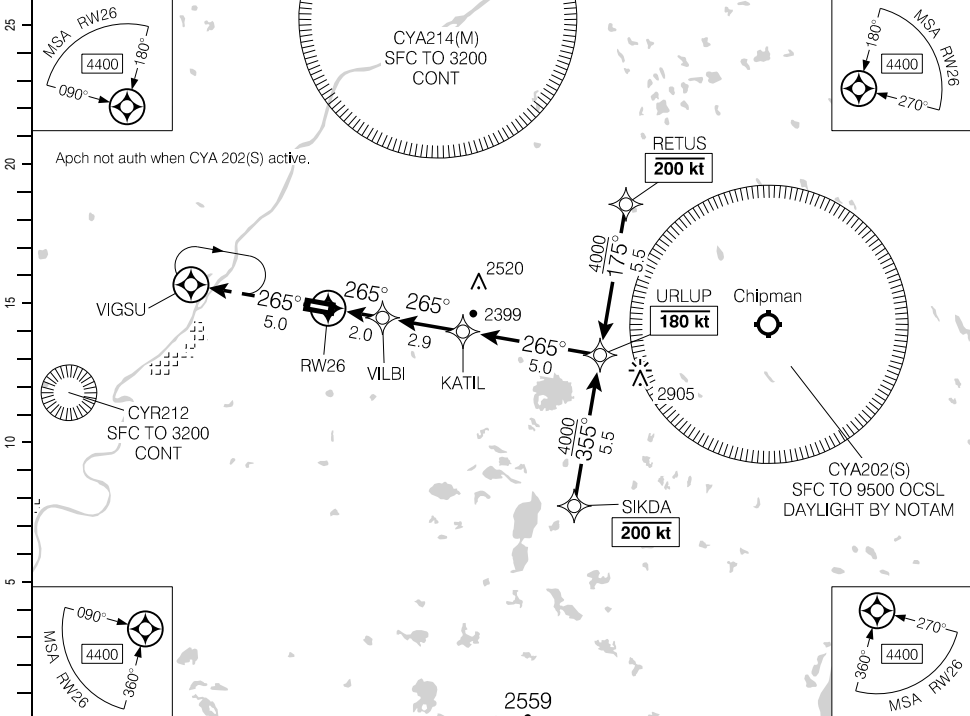 25
20
15
10
5
MSA RW26
4400
180°
090°
CYA214(M)
SFC TO 3200
CONT
MSA RW26
180°
4400
270°
Apch not auth when CYA 202(S) active.
RETUS
200 kt
4000
175°
5.5
2520
2399
URLUP
180 kt
Chipman
VIGSU
265°
5.0
265°
2.0
265°
2.9
265°
5.0
RW26
VILBI
KATIL
2905
CYR212
SFC TO 3200
CONT
4000
355°
5.5
CYA202(S)
SFC TO 9500 OCSL
DAYLIGHT BY NOTAM
SIKDA
200 kt
090°
4400
MSA RW26
360°
2559
270°
4400
360°
MSA RW26